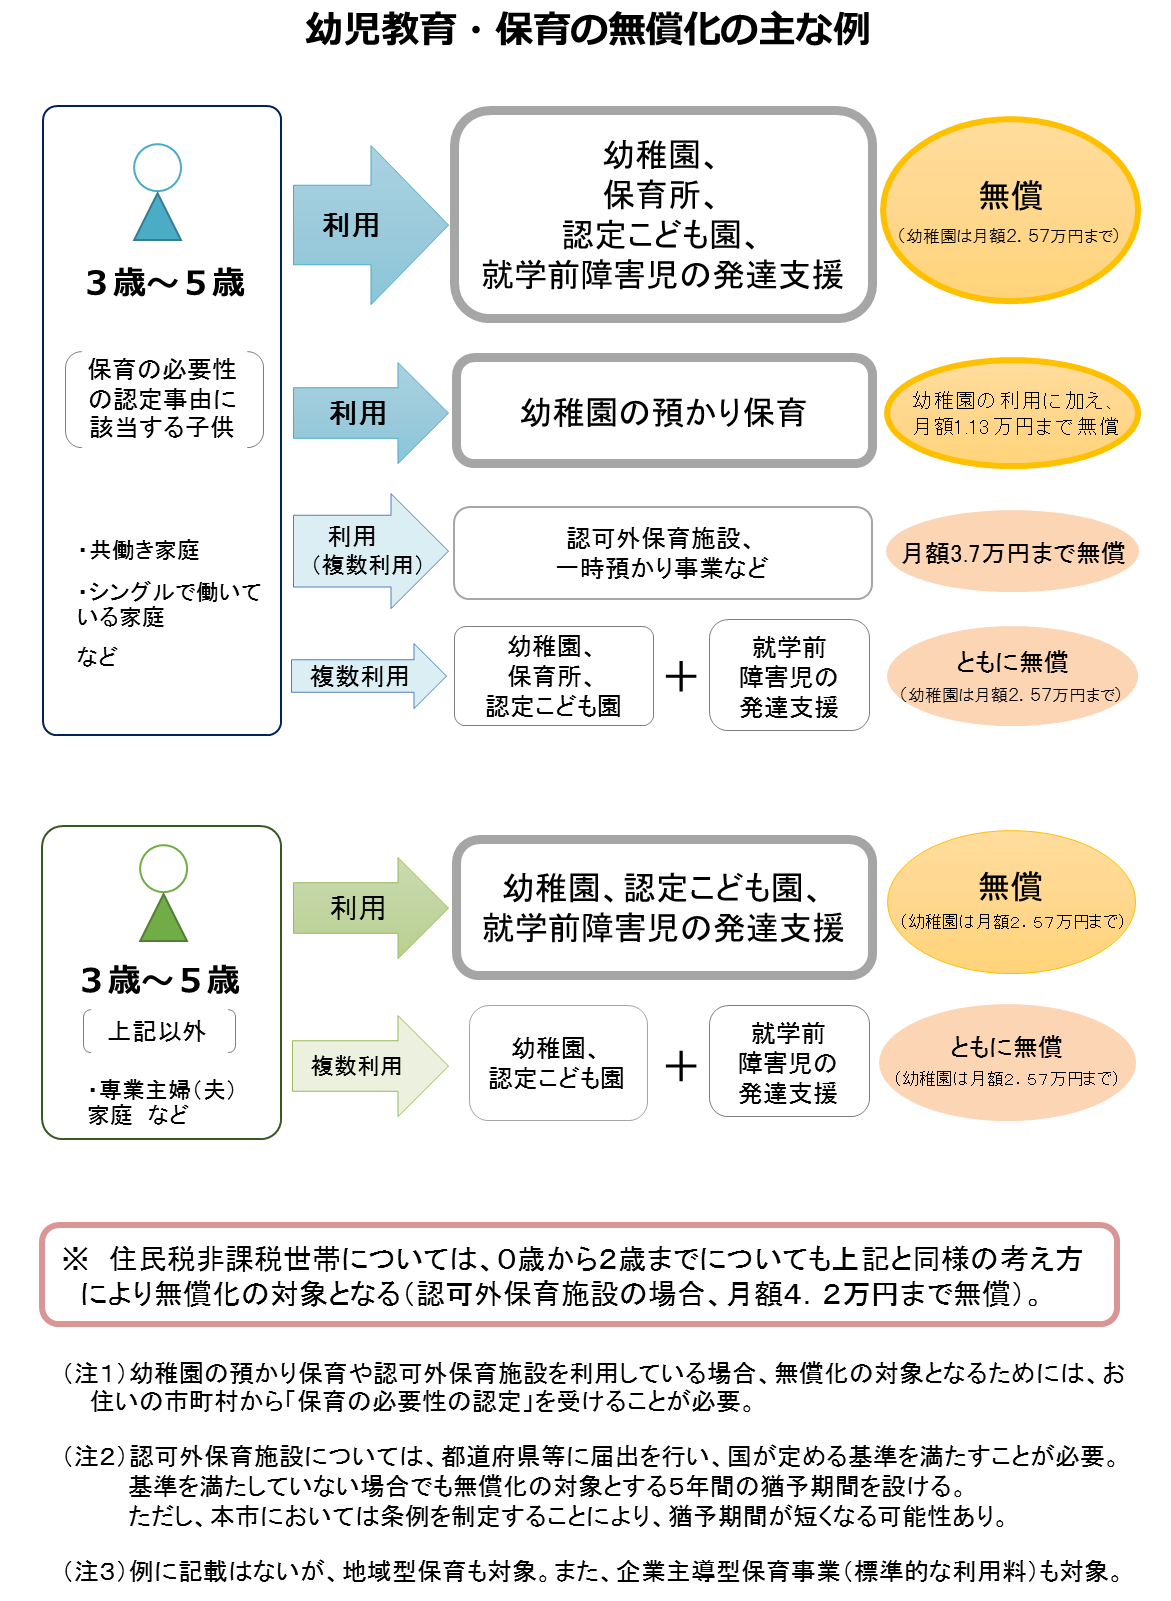 幼児教育・保育の無償化の主な例
３歳～５歳
保育の必要性
の認定事由に
該当する子供
・共働き家庭
・シングルで働いて
いる家庭
など
利用
幼稚園、
保育所、
認定こども園、
就学前障害児の発達支援
無償
（幼稚園は月額２．５７万円まで）
利用
幼稚園の預かり保育
幼稚園の利用に加え、
月額1.13万円まで無償
利用
（複数利用）
認可外保育施設、
一時預かり事業など
月額3.7万円まで無償
複数利用
幼稚園、
保育所、
認定こども園
＋
就学前
障害児の
発達支援
ともに無償
（幼稚園は月額２．５７万円まで）
３歳～５歳
上記以外
・専業主婦（夫）
家庭　など
利用
幼稚園、認定こども園、
就学前障害児の発達支援
無償
（幼稚園は月額２．５７万円まで）
複数利用
幼稚園、
認定こども園
＋
就学前
障害児の
発達支援
ともに無償
（幼稚園は月額２．５７万円まで）
※　住民税非課税世帯については、０歳から２歳までについても上記と同様の考え方
により無償化の対象となる（認可外保育施設の場合、月額４．２万円まで無償）。
（注１）幼稚園の預かり保育や認可外保育施設を利用している場合、無償化の対象となるためには、お
住いの市町村から「保育の必要性の認定」を受けることが必要。
（注２）認可外保育施設については、都道府県等に届出を行い、国が定める基準を満たすことが必要。
基準を満たしていない場合でも無償化の対象とする５年間の猶予期間を設ける。
ただし、本市においては条例を制定することにより、猶予期間が短くなる可能性あり。
（注３）例に記載はないが、地域型保育も対象。また、企業主導型保育事業（標準的な利用料）も対象。